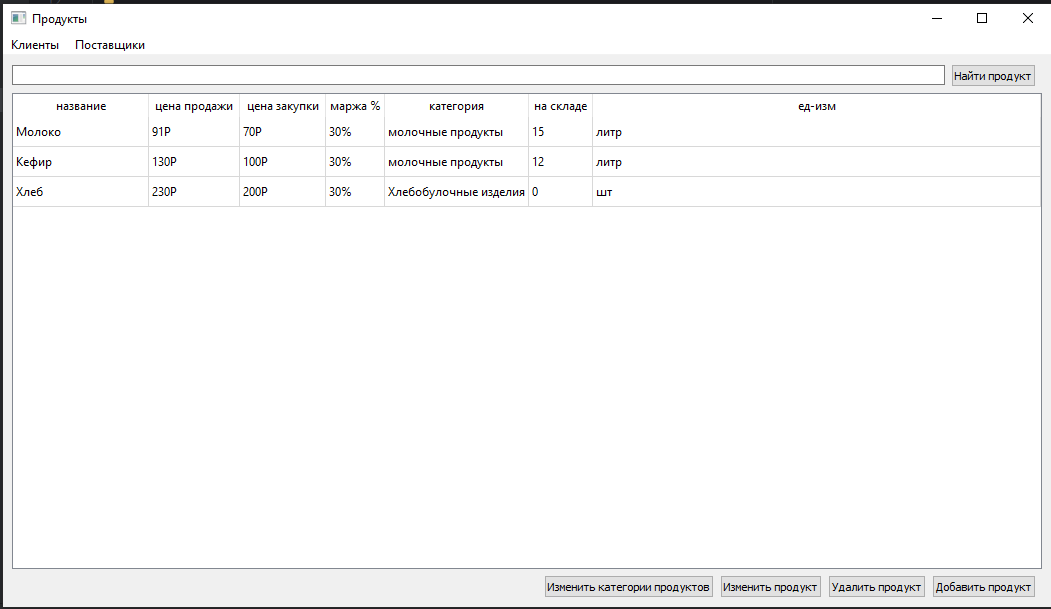 Продукты
Клиенты Поставщики
Найти продукт
название цена продажи цена закупки маржа % категория на складе ед-изм
Молоко 91Р 70Р 30% молочные продукты 15 литр
Кефир 130Р 100Р 30% молочные продукты 12 литр
Хлеб 230Р 200Р 30% Хлебобулочные изделия 0 шт
Изменить категории продуктов Изменить продукт Удалить продукт Добавить продукт